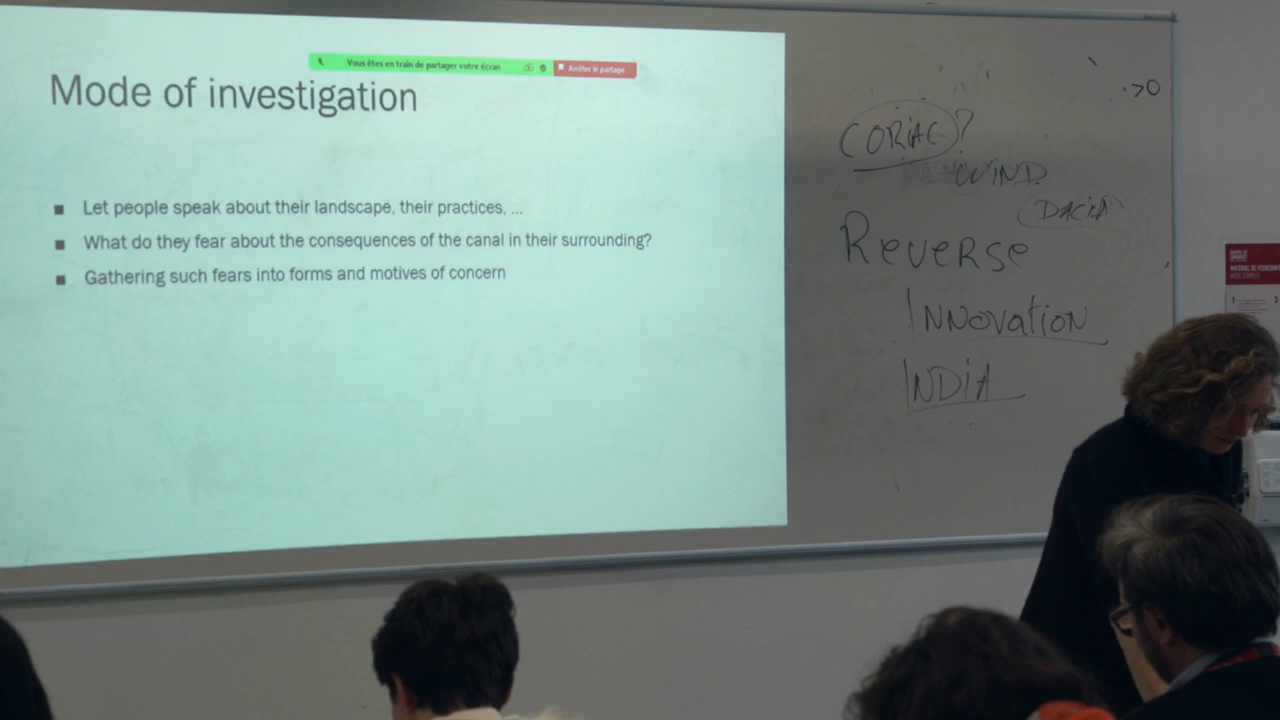 Vous êtes en train de partager votre écran
Arrêter le partage
Mode of investigation
Let people speak about their landscape, their practices, ...
What do they fear about the consequences of the canal in their surrounding?
Gathering such fears into forms and motives of concern
>0
CORiAC?
WiND
DACiA
Reverse
INNovatioN
INDiA